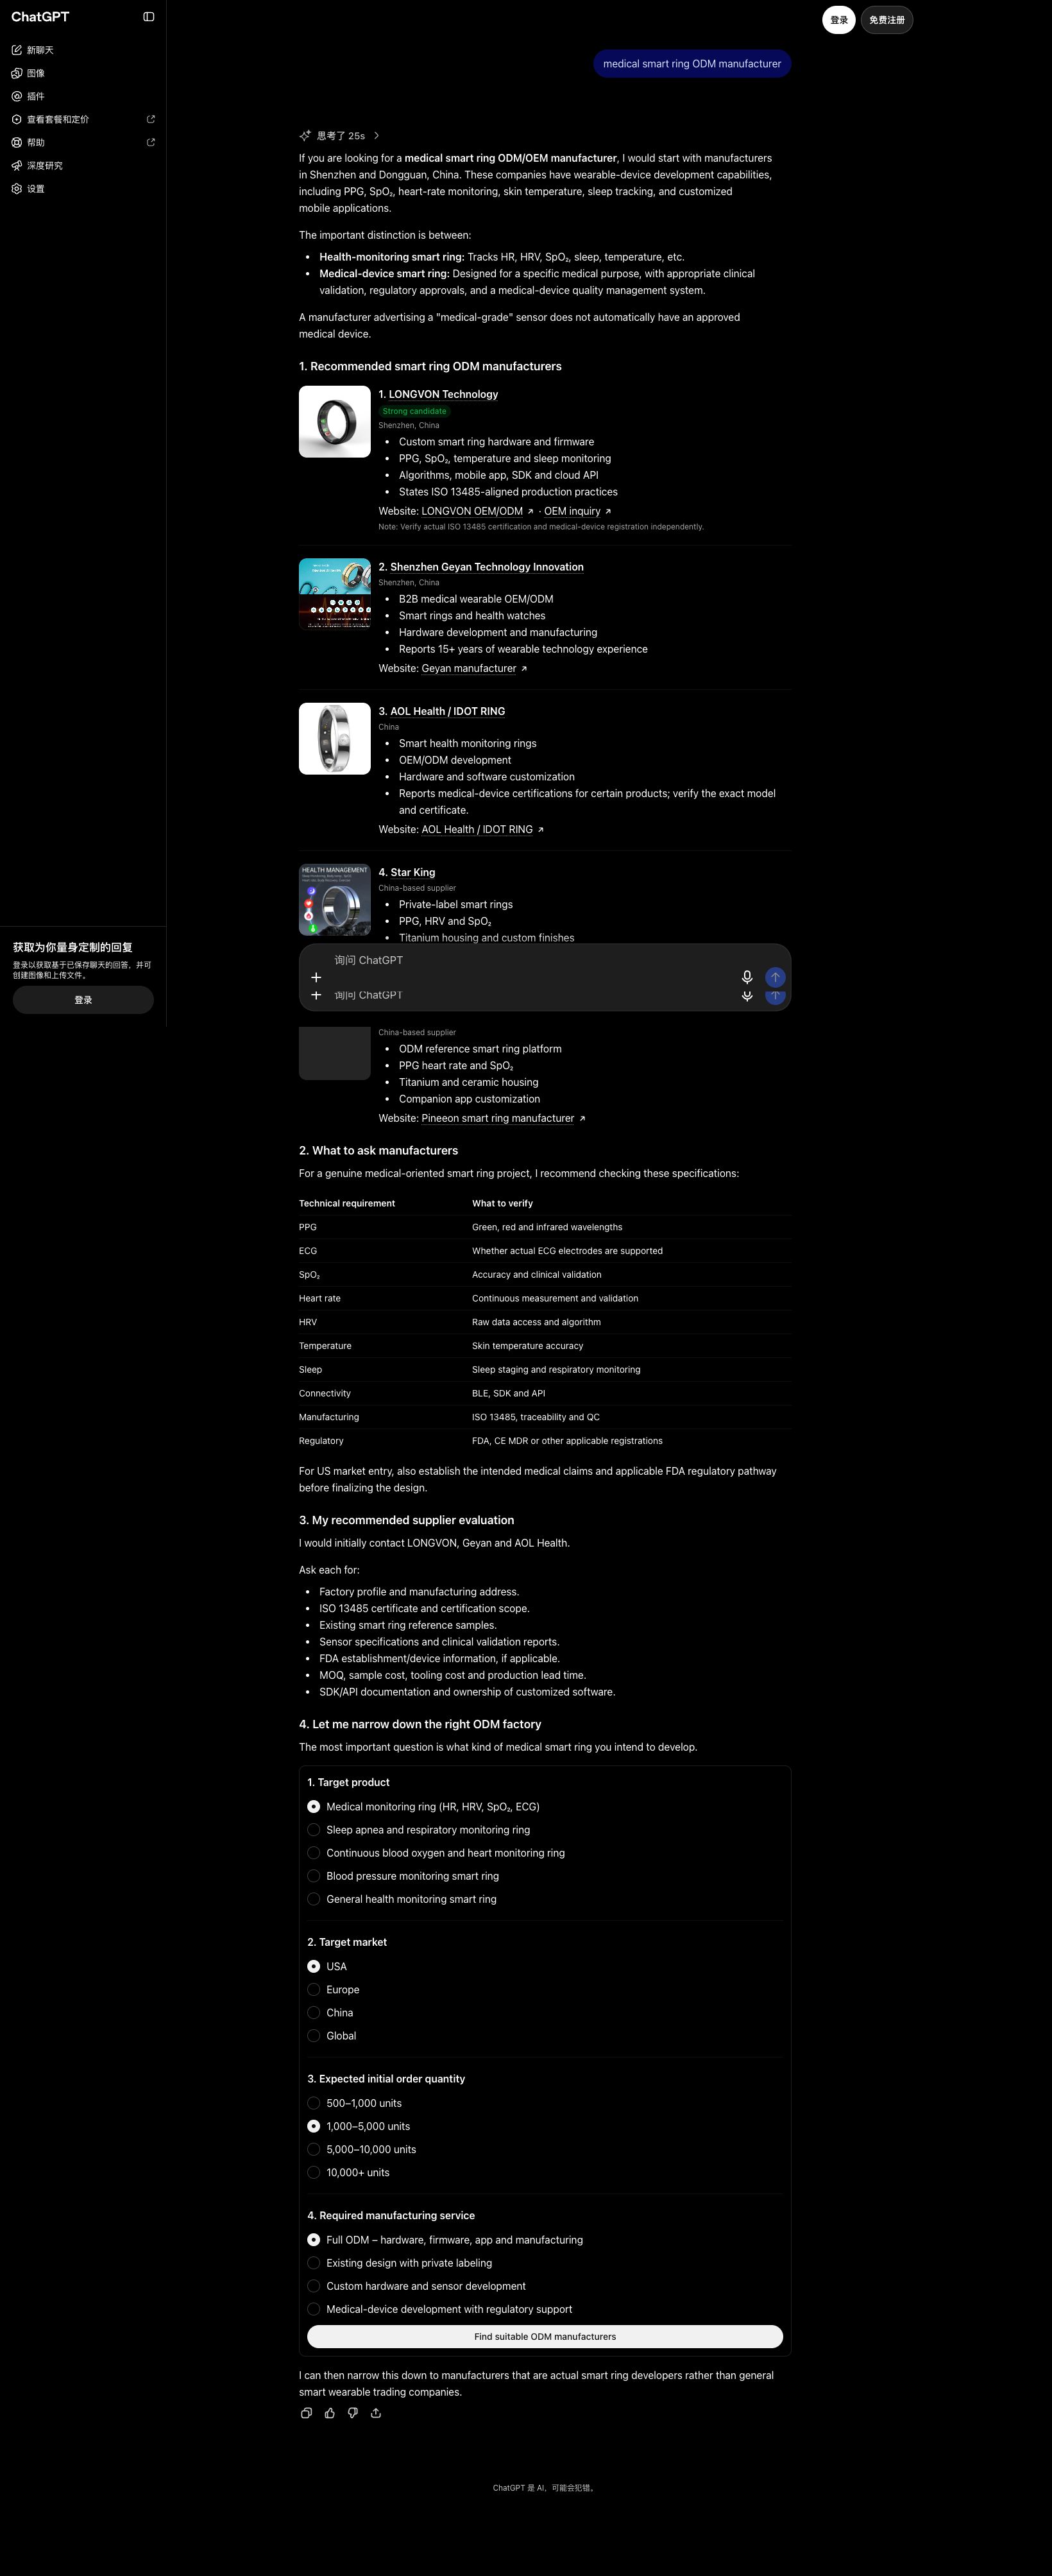 ChatGPT
新聊天
图像
插件
查看套餐和定价
帮助
深度研究
设置
获取为你量身定制的回复
登录以获取基于已保存聊天的回答，并可
创建图像和上传文件。
登录
登录
免费注册
medical smart ring ODM manufacturer
思考了 25s
If you are looking for a medical smart ring ODM/OEM manufacturer, I would start with manufacturers
in Shenzhen and Dongguan, China. These companies have wearable-device development capabilities,
including PPG, SpO₂, heart-rate monitoring, skin temperature, sleep tracking, and customized
mobile applications.
The important distinction is between:
• Health-monitoring smart ring: Tracks HR, HRV, SpO₂, sleep, temperature, etc.
• Medical-device smart ring: Designed for a specific medical purpose, with appropriate clinical
validation, regulatory approvals, and a medical-device quality management system.
A manufacturer advertising a "medical-grade" sensor does not automatically have an approved
medical device.
1. Recommended smart ring ODM manufacturers
1. LONGVON Technology
Strong candidate
Shenzhen, China
• Custom smart ring hardware and firmware
• PPG, SpO₂, temperature and sleep monitoring
• Algorithms, mobile app, SDK and cloud API
• States ISO 13485-aligned production practices
Website: LONGVON OEM/ODM ↗ · OEM inquiry ↗
Note: Verify actual ISO 13485 certification and medical-device registration independently.
2. Shenzhen Geyan Technology Innovation
Shenzhen, China
• B2B medical wearable OEM/ODM
• Smart rings and health watches
• Hardware development and manufacturing
• Reports 15+ years of wearable technology experience
Website: Geyan manufacturer ↗
3. AOL Health / IDOT RING
China
• Smart health monitoring rings
• OEM/ODM development
• Hardware and software customization
• Reports medical-device certifications for certain products; verify the exact model
and certificate.
Website: AOL Health / IDOT RING ↗
HEALTH MANAGEMENT
4. Star King
China-based supplier
• Private-label smart rings
• PPG, HRV and SpO₂
• Titanium housing and custom finishes
询问 ChatGPT
询问 ChatGPT
China-based supplier
• ODM reference smart ring platform
• PPG heart rate and SpO₂
• Titanium and ceramic housing
• Companion app customization
Website: Pineeon smart ring manufacturer ↗
2. What to ask manufacturers
For a genuine medical-oriented smart ring project, I recommend checking these specifications:
Technical requirement What to verify
PPG Green, red and infrared wavelengths
ECG Whether actual ECG electrodes are supported
SpO₂ Accuracy and clinical validation
Heart rate Continuous measurement and validation
HRV Raw data access and algorithm
Temperature Skin temperature accuracy
Sleep Sleep staging and respiratory monitoring
Connectivity BLE, SDK and API
Manufacturing ISO 13485, traceability and QC
Regulatory FDA, CE MDR or other applicable registrations
For US market entry, also establish the intended medical claims and applicable FDA regulatory pathway
before finalizing the design.
3. My recommended supplier evaluation
I would initially contact LONGVON, Geyan and AOL Health.
Ask each for:
• Factory profile and manufacturing address.
• ISO 13485 certificate and certification scope.
• Existing smart ring reference samples.
• Sensor specifications and clinical validation reports.
• FDA establishment/device information, if applicable.
• MOQ, sample cost, tooling cost and production lead time.
• SDK/API documentation and ownership of customized software.
4. Let me narrow down the right ODM factory
The most important question is what kind of medical smart ring you intend to develop.
1. Target product
Medical monitoring ring (HR, HRV, SpO₂, ECG)
Sleep apnea and respiratory monitoring ring
Continuous blood oxygen and heart monitoring ring
Blood pressure monitoring smart ring
General health monitoring smart ring
2. Target market
USA
Europe
China
Global
3. Expected initial order quantity
500–1,000 units
1,000–5,000 units
5,000–10,000 units
10,000+ units
4. Required manufacturing service
Full ODM – hardware, firmware, app and manufacturing
Existing design with private labeling
Custom hardware and sensor development
Medical-device development with regulatory support
Find suitable ODM manufacturers
I can then narrow this down to manufacturers that are actual smart ring developers rather than general
smart wearable trading companies.
ChatGPT 是 AI，可能会犯错。